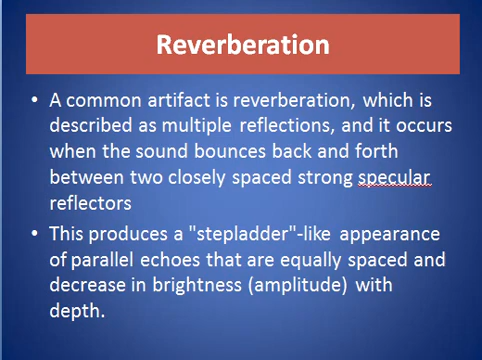 Reverberation
• A common artifact is reverberation, which is
described as multiple reflections, and it occurs
when the sound bounces back and forth
between two closely spaced strong specular
reflectors
• This produces a "stepladder"-like appearance
of parallel echoes that are equally spaced and
decrease in brightness (amplitude) with
depth.